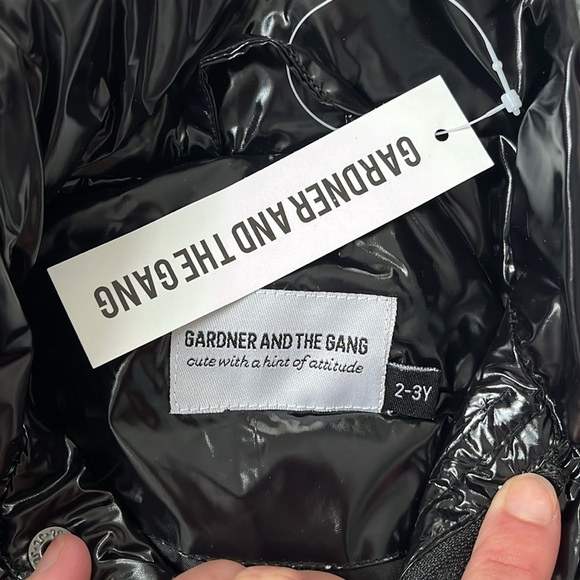 GARDNER AND THE GANG
GARDNER AND THE GANG
cute with a hint of attitude
2-3Y